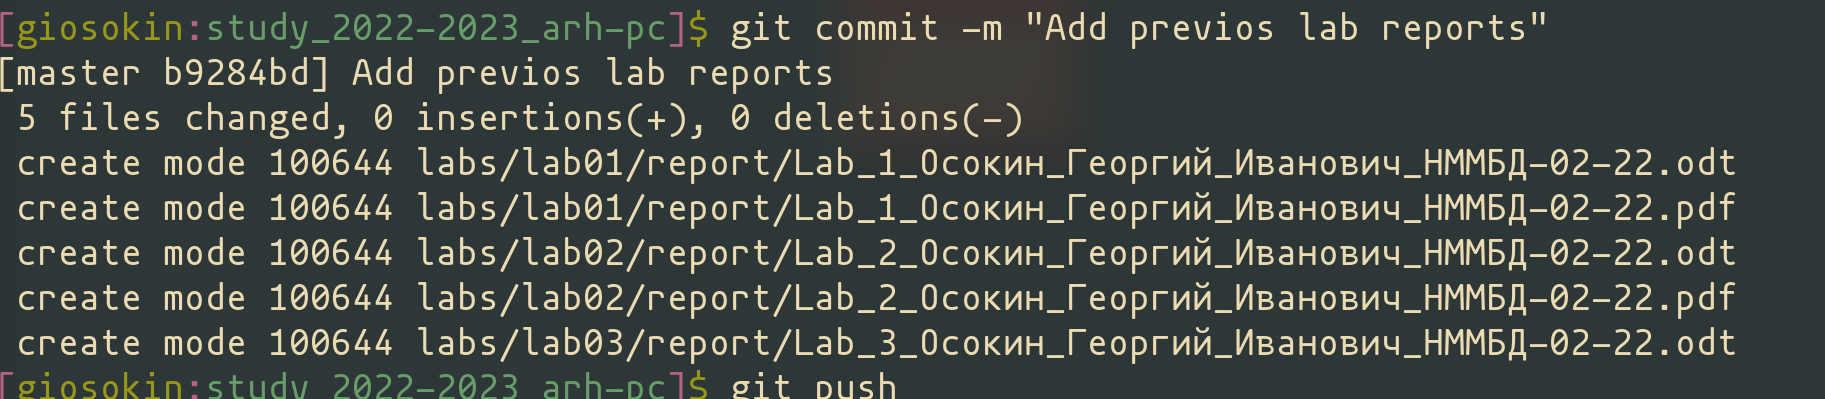 [giosokin:study_2022-2023_arh-pc]$ git commit -m "Add previos lab reports"
[master b9284bd] Add previos lab reports
 5 files changed, 0 insertions(+), 0 deletions(-)
 create mode 100644 labs/lab01/report/Lab_1_Осокин_Георгий_Иванович_НММБД-02-22.odt
 create mode 100644 labs/lab01/report/Lab_1_Осокин_Георгий_Иванович_НММБД-02-22.pdf
 create mode 100644 labs/lab02/report/Lab_2_Осокин_Георгий_Иванович_НММБД-02-22.odt
 create mode 100644 labs/lab02/report/Lab_2_Осокин_Георгий_Иванович_НММБД-02-22.pdf
 create mode 100644 labs/lab03/report/Lab_3_Осокин_Георгий_Иванович_НММБД-02-22.odt
[giosokin:study_2022-2023_arh-pc]$ git push